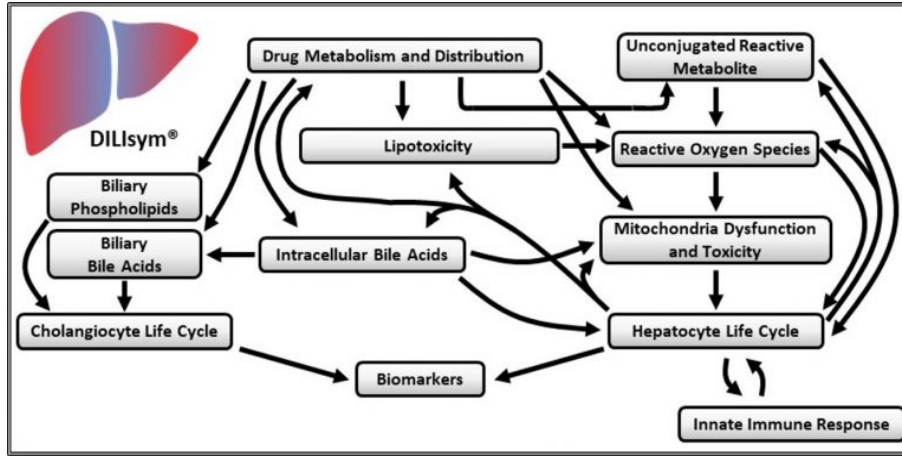 Drug Metabolism and Distribution
Unconjugated Reactive
Metabolite
DILIsym®
Lipotoxicity
Reactive Oxygen Species
Biliary
Phospholipids
Biliary
Bile Acids
Intracellular Bile Acids
Mitochondria Dysfunction
and Toxicity
Cholangiocyte Life Cycle
Hepatocyte Life Cycle
Biomarkers
Innate Immune Response